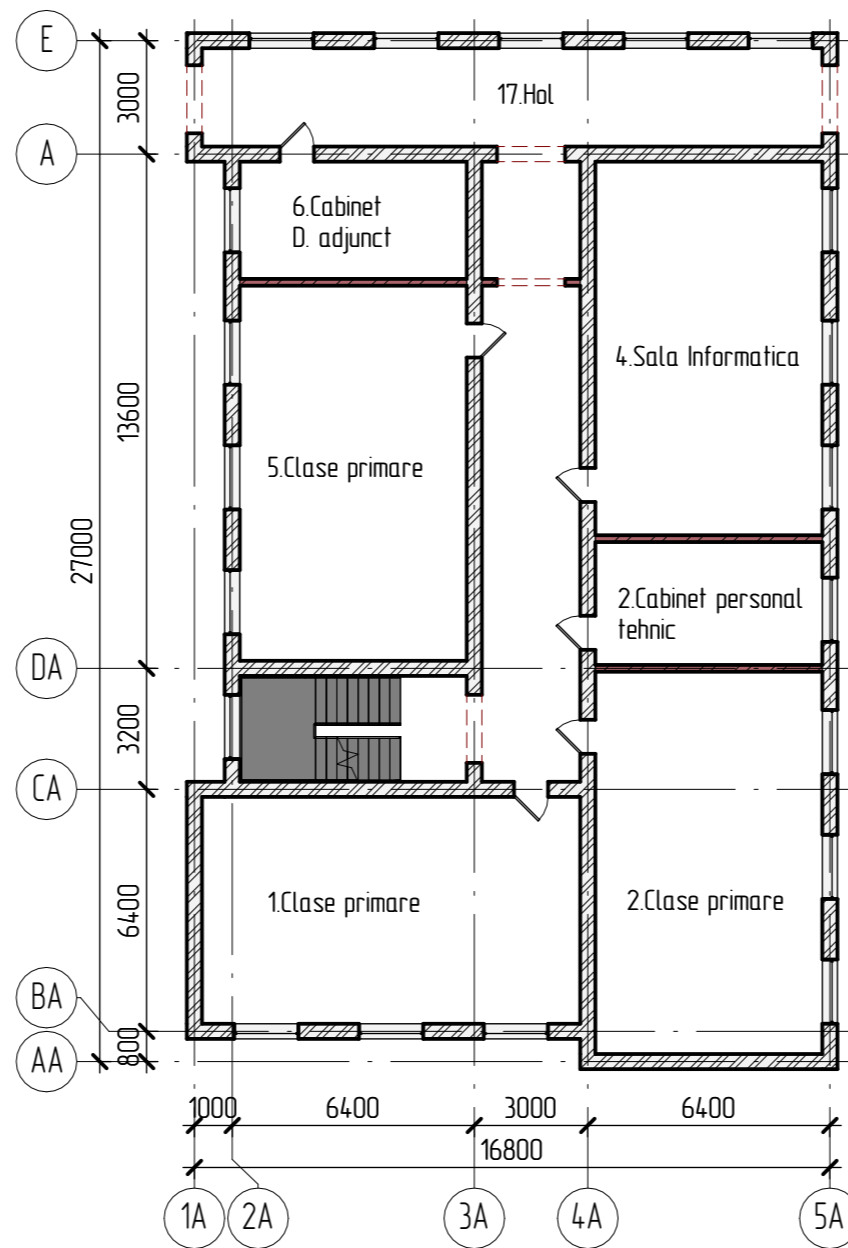 E
3000
17.Hol
A
6.Cabinet
D. adjunct
4.Sala Informatica
13600
5.Clase primare
27000
2.Cabinet personal
tehnic
DA
3200
CA
1.Clase primare
2.Clase primare
6400
BA
800
AA
1000
6400
3000
6400
16800
1A
2A
3A
4A
5A